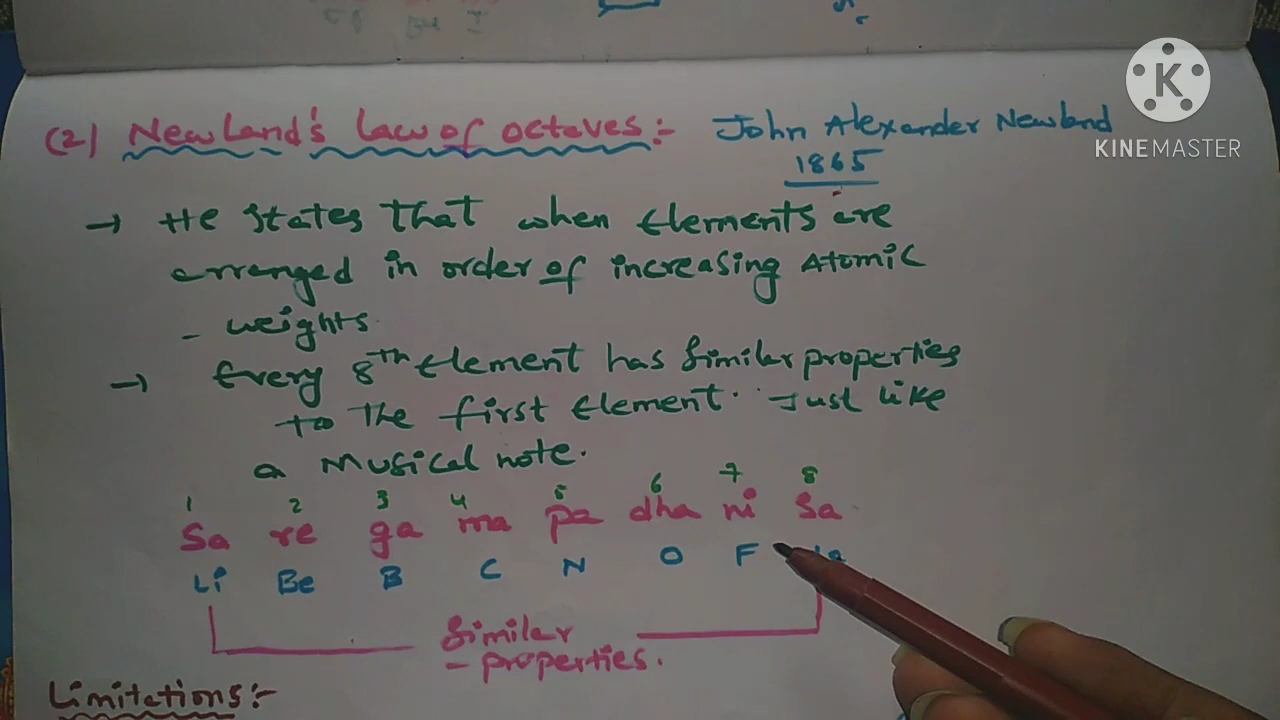 (2) Newland's law of octaves:- John Alexander Newland
1865
→ He states that when Elements are
arranged in order of increasing Atomic
- weights.
→ Every 8th Element has similar properties
to the first Element. Just like
a Musical note.
1 2 3 4 5 6 7 8
Sa re ga ma pa dha ni Sa
Li Be B C N O F
Similar
- properties.
Limitations:-
K
KINEMASTER